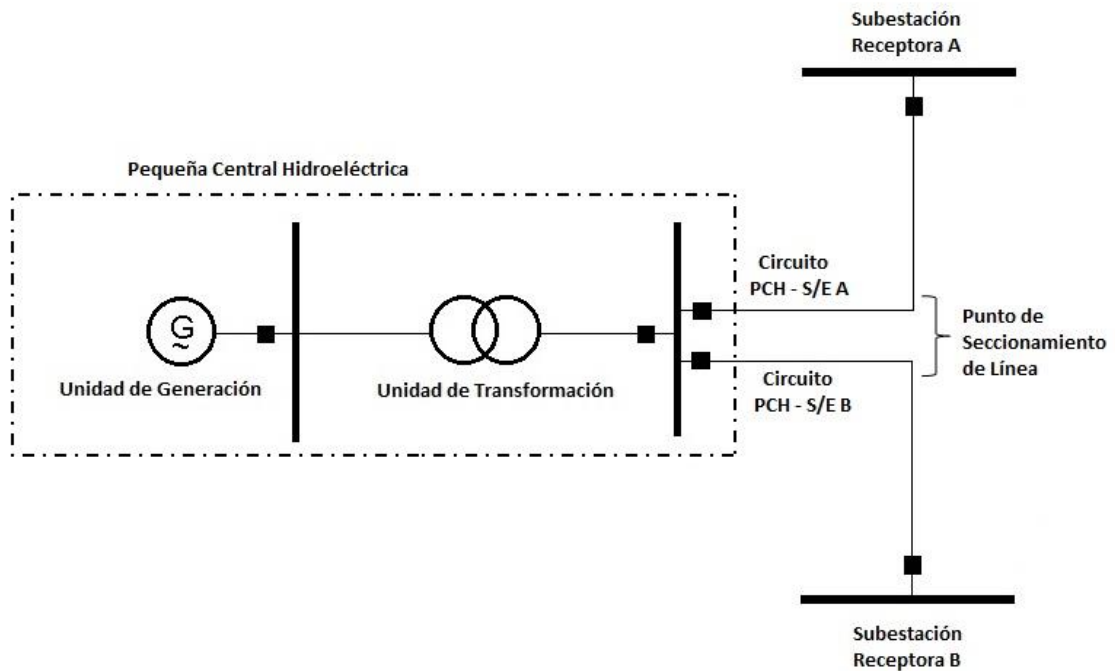 Subestación
Receptora A
Pequeña Central Hidroeléctrica
Circuito
PCH - S/E A
G
~
Punto de
Seccionamiento
de Línea
Unidad de Generación
Unidad de Transformación
Circuito
PCH - S/E B
Subestación
Receptora B